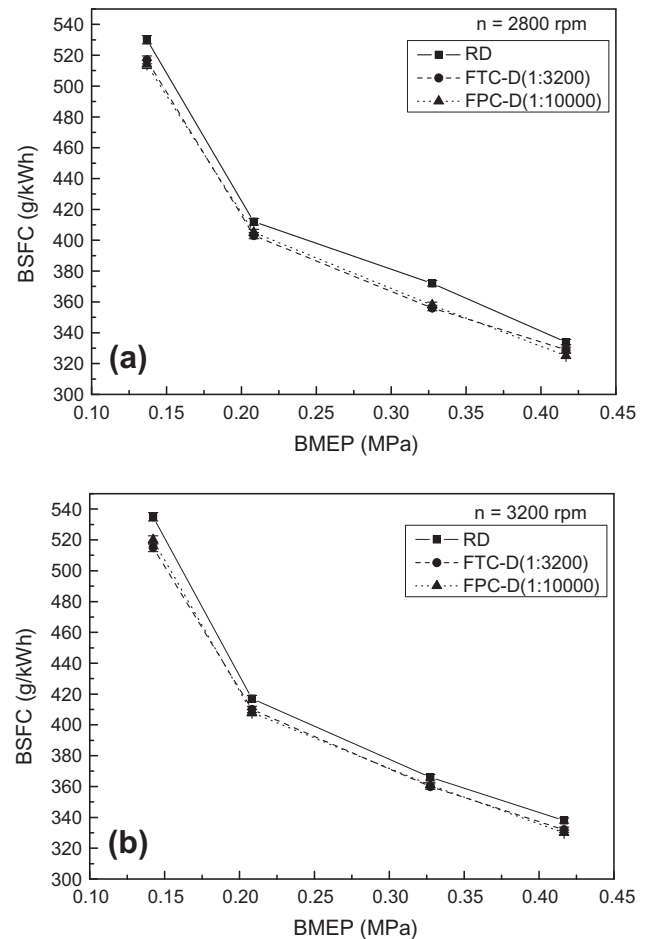 n = 2800 rpm
RD
FTC-D(1:3200)
FPC-D(1:10000)
540
520
500
480
460
440
420
400
380
360
340
320
300
BSFC (g/kWh)
(a)
0.10 0.15 0.20 0.25 0.30 0.35 0.40 0.45
BMEP (MPa)
n = 3200 rpm
RD
FTC-D(1:3200)
FPC-D(1:10000)
540
520
500
480
460
440
420
400
380
360
340
320
300
BSFC (g/kWh)
(b)
0.10 0.15 0.20 0.25 0.30 0.35 0.40 0.45
BMEP (MPa)